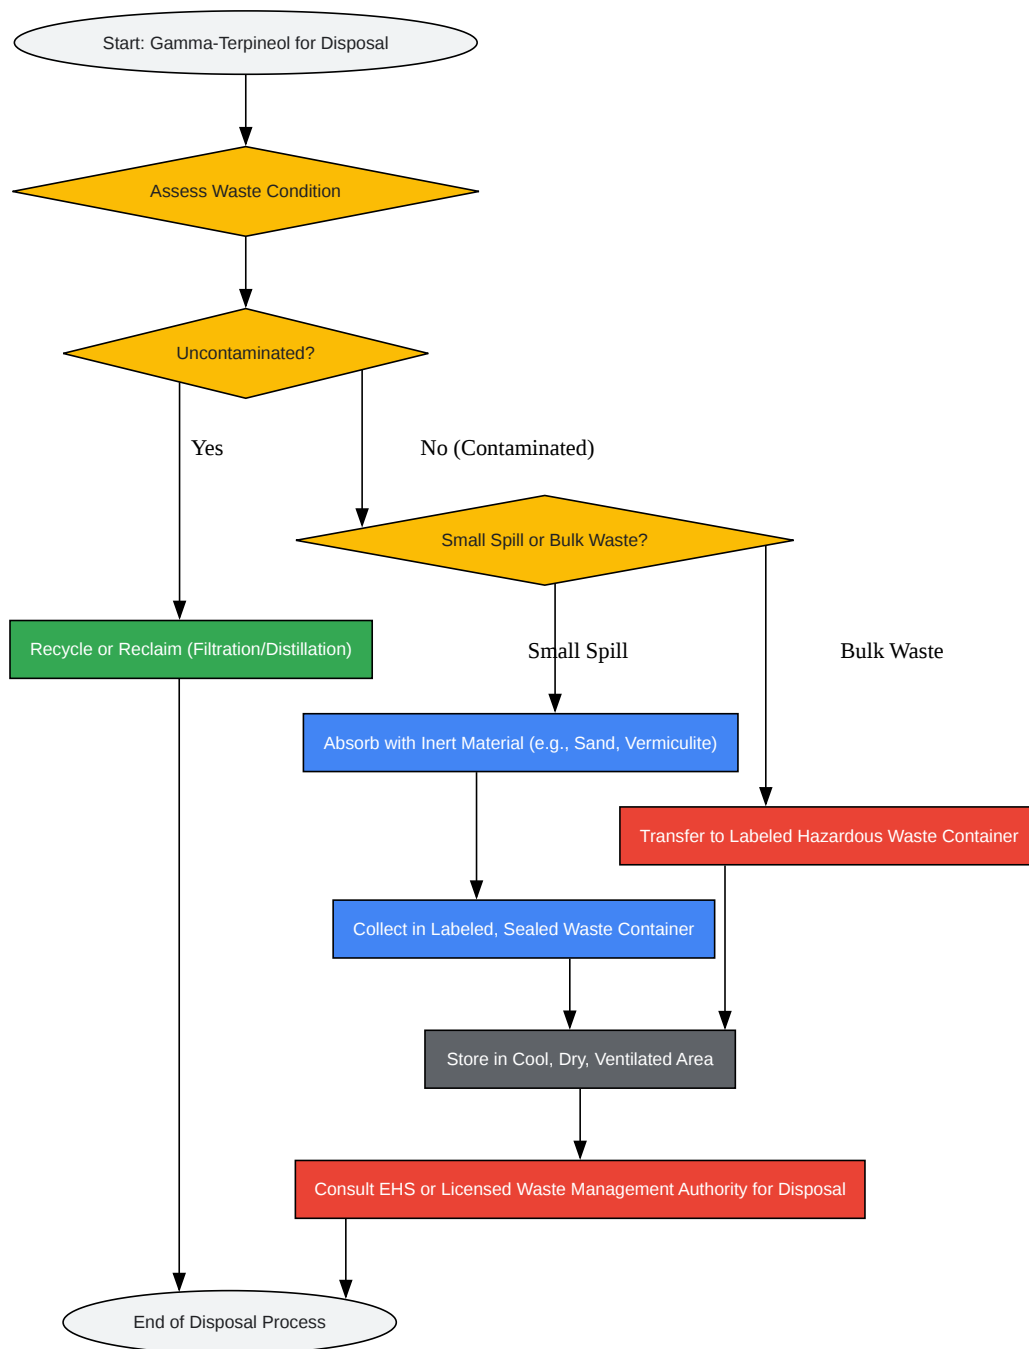 Start: Gamma-Terpineol for Disposal
Assess Waste Condition
Uncontaminated?
Yes
No (Contaminated)
Small Spill or Bulk Waste?
Recycle or Reclaim (Filtration/Distillation)
Small Spill
Bulk Waste
Absorb with Inert Material (e.g., Sand, Vermiculite)
Transfer to Labeled Hazardous Waste Container
Collect in Labeled, Sealed Waste Container
Store in Cool, Dry, Ventilated Area
Consult EHS or Licensed Waste Management Authority for Disposal
End of Disposal Process